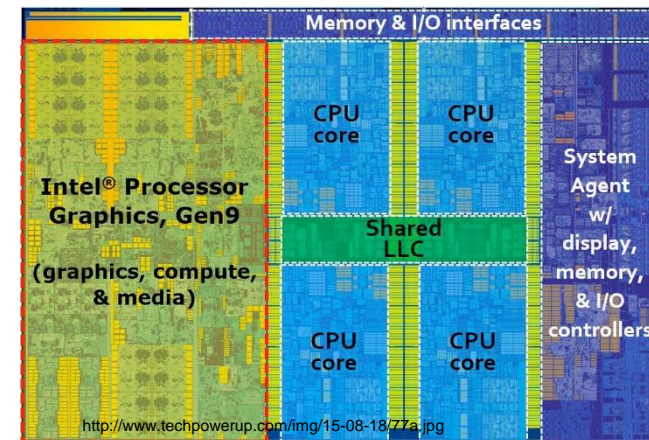 Memory & I/O interfaces
CPU
core
CPU
core
Intel® Processor
Graphics, Gen9
(graphics, compute,
& media)
Shared
LLC
System
Agent
w/
display,
memory,
& I/O
controllers
CPU
core
CPU
core
http://www.techpowerup.com/img/15-08-18/77a.jpg